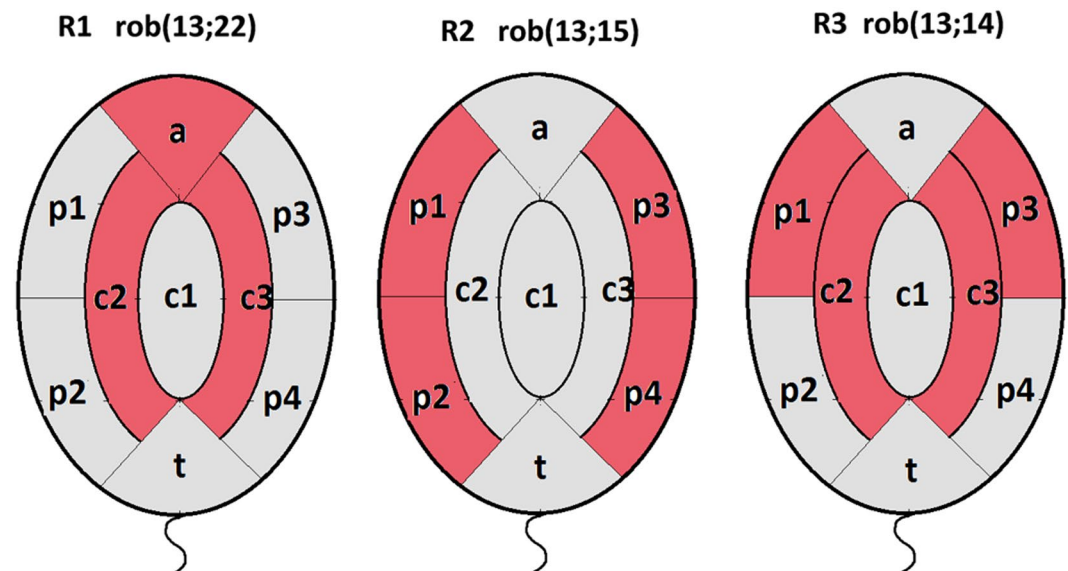 R1 rob(13;22)
R2 rob(13;15)
R3 rob(13;14)
a
p1
p3
c2
c1
c3
p2
p4
t
a
p1
p3
c2
c1
c3
p2
p4
t
a
p1
p3
c2
c1
c3
p2
p4
t